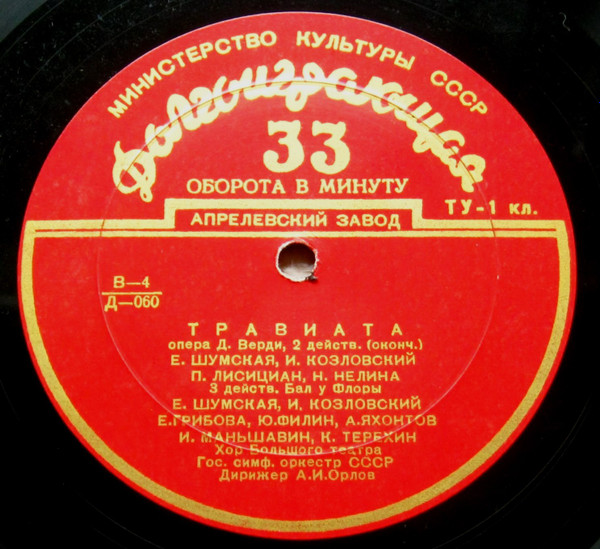 МИНИСТЕРСТВО КУЛЬТУРЫ СССР
Долгоиграющая
33
ОБОРОТА В МИНУТУ
ТУ-1 кл.
АПРЕЛЕВСКИЙ ЗАВОД
В—4
Д—060
ТРАВИАТА
опера Д. Верди, 2 действ. (оконч.)
Е. ШУМСКАЯ, И. КОЗЛОВСКИЙ
П. ЛИСИЦИАН, Н. НЕЛИНА
3 действ. Бал у Флоры
Е. ШУМСКАЯ, И. КОЗЛОВСКИЙ
Е.ГРИБОВА, Ю.ФИЛИН, А.ЯХОНТОВ
И. МАНЬШАВИН, К. ТЕРЕХИН
Хор Большого театра
Гос. симф. оркестр СССР
Дирижер А.И.Орлов